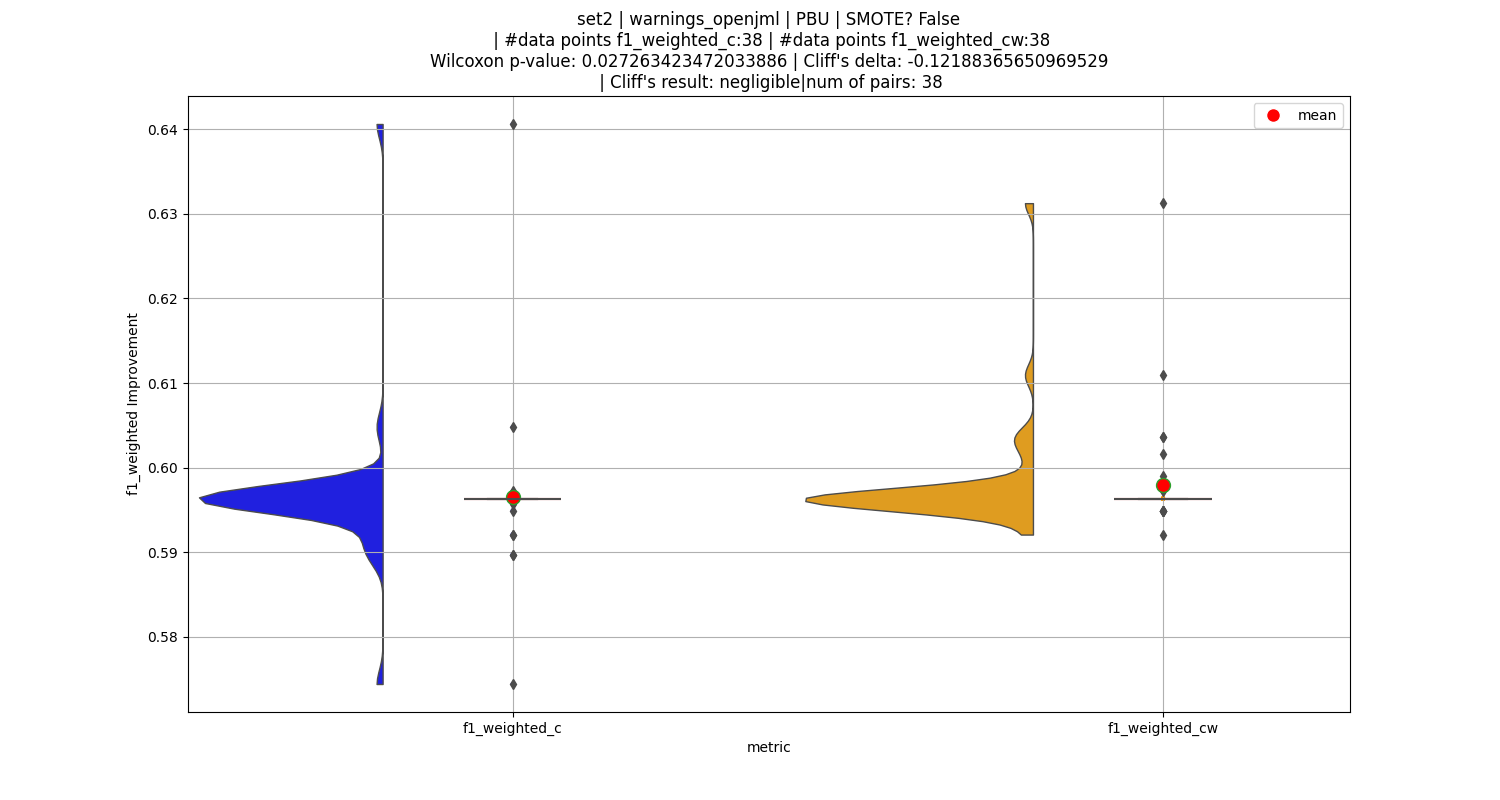 set2 | warnings_openjml | PBU | SMOTE? False
| #data points f1_weighted_c:38 | #data points f1_weighted_cw:38
Wilcoxon p-value: 0.027263423472033886 | Cliff's delta: -0.12188365650969529
| Cliff's result: negligible|num of pairs: 38
mean
0.64
0.63
0.62
0.61
0.60
0.59
0.58
f1_weighted Improvement
f1_weighted_c
f1_weighted_cw
metric